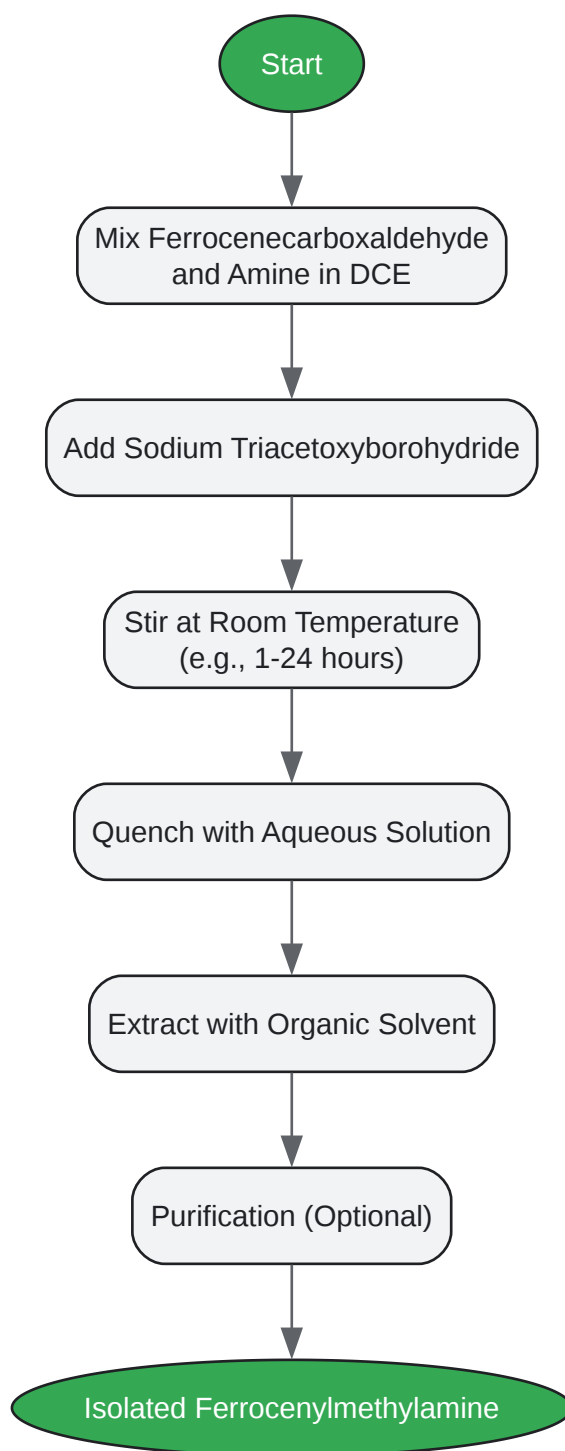 Start
Mix Ferrocenecarboxaldehyde
and Amine in DCE
Add Sodium Triacetoxyborohydride
Stir at Room Temperature
(e.g., 1-24 hours)
Quench with Aqueous Solution
Extract with Organic Solvent
Purification (Optional)
Isolated Ferrocenylmethylamine